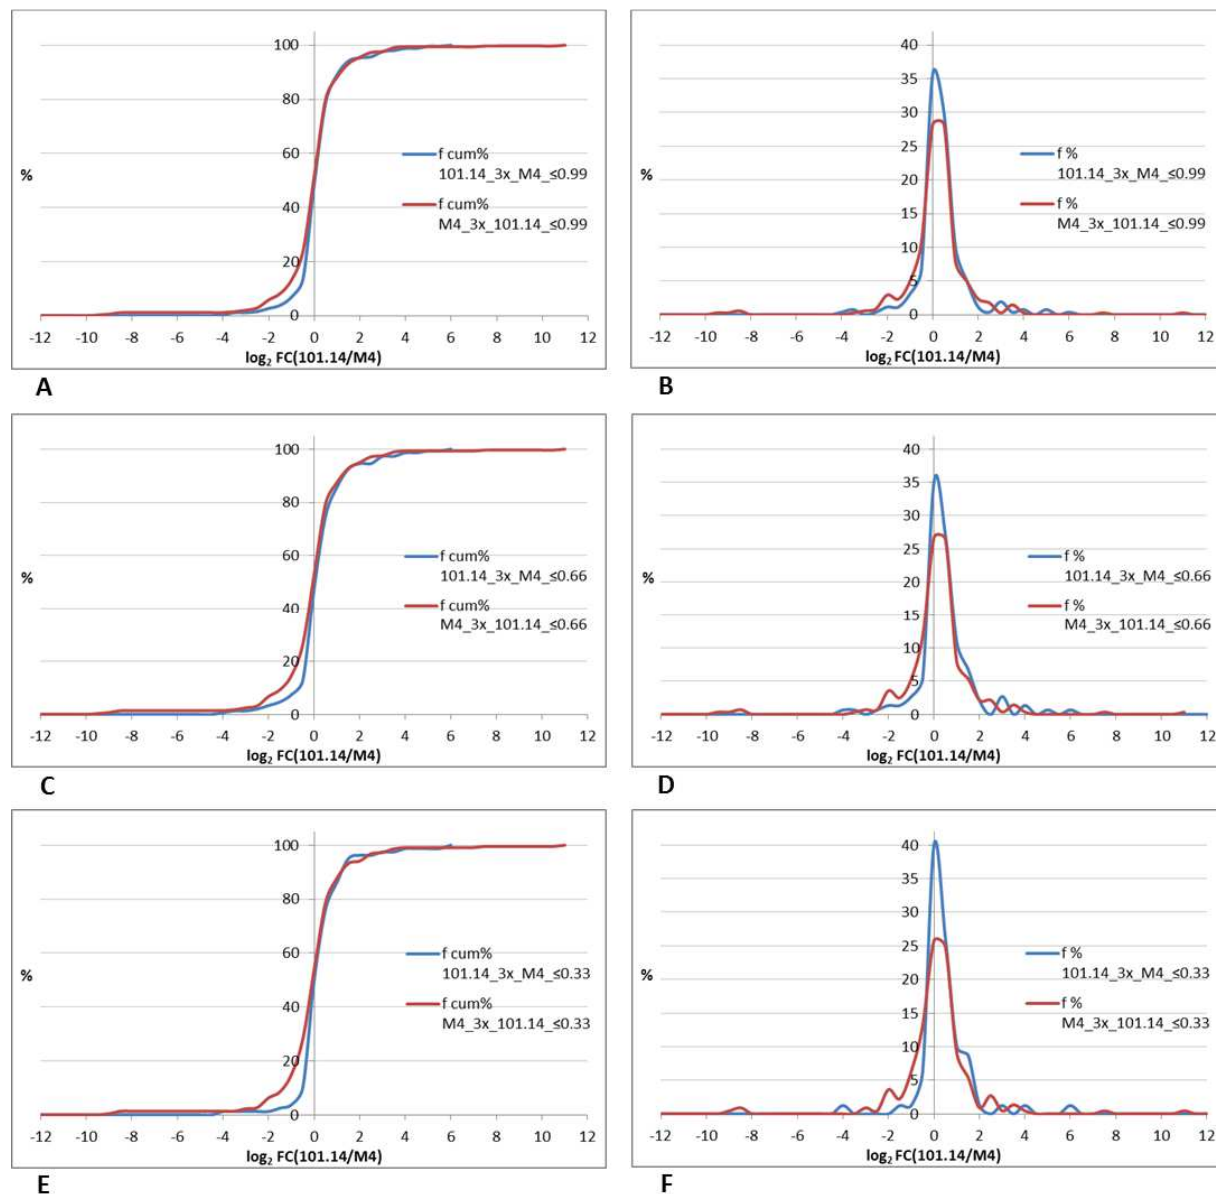 100
80
60
40
20
0
%
f cum%
101.14_3x_M4_≤0.99
f cum%
M4_3x_101.14_≤0.99
-12 -10 -8 -6 -4 -2 0 2 4 6 8 10 12
log₂ FC(101.14/M4)
A
40
35
30
25
20
15
10
5
0
%
f %
101.14_3x_M4_≤0.99
f %
M4_3x_101.14_≤0.99
-12 -10 -8 -6 -4 -2 0 2 4 6 8 10 12
log₂ FC(101.14/M4)
B
100
80
60
40
20
0
%
f cum%
101.14_3x_M4_≤0.66
f cum%
M4_3x_101.14_≤0.66
-12 -10 -8 -6 -4 -2 0 2 4 6 8 10 12
log₂ FC(101.14/M4)
C
40
35
30
25
20
15
10
5
0
%
f %
101.14_3x_M4_≤0.66
f %
M4_3x_101.14_≤0.66
-12 -10 -8 -6 -4 -2 0 2 4 6 8 10 12
log₂ FC(101.14/M4)
D
100
80
60
40
20
0
%
f cum%
101.14_3x_M4_≤0.33
f cum%
M4_3x_101.14_≤0.33
-12 -10 -8 -6 -4 -2 0 2 4 6 8 10 12
log₂ FC(101.14/M4)
E
40
35
30
25
20
15
10
5
0
%
f %
101.14_3x_M4_≤0.33
f %
M4_3x_101.14_≤0.33
-12 -10 -8 -6 -4 -2 0 2 4 6 8 10 12
log₂ FC(101.14/M4)
F